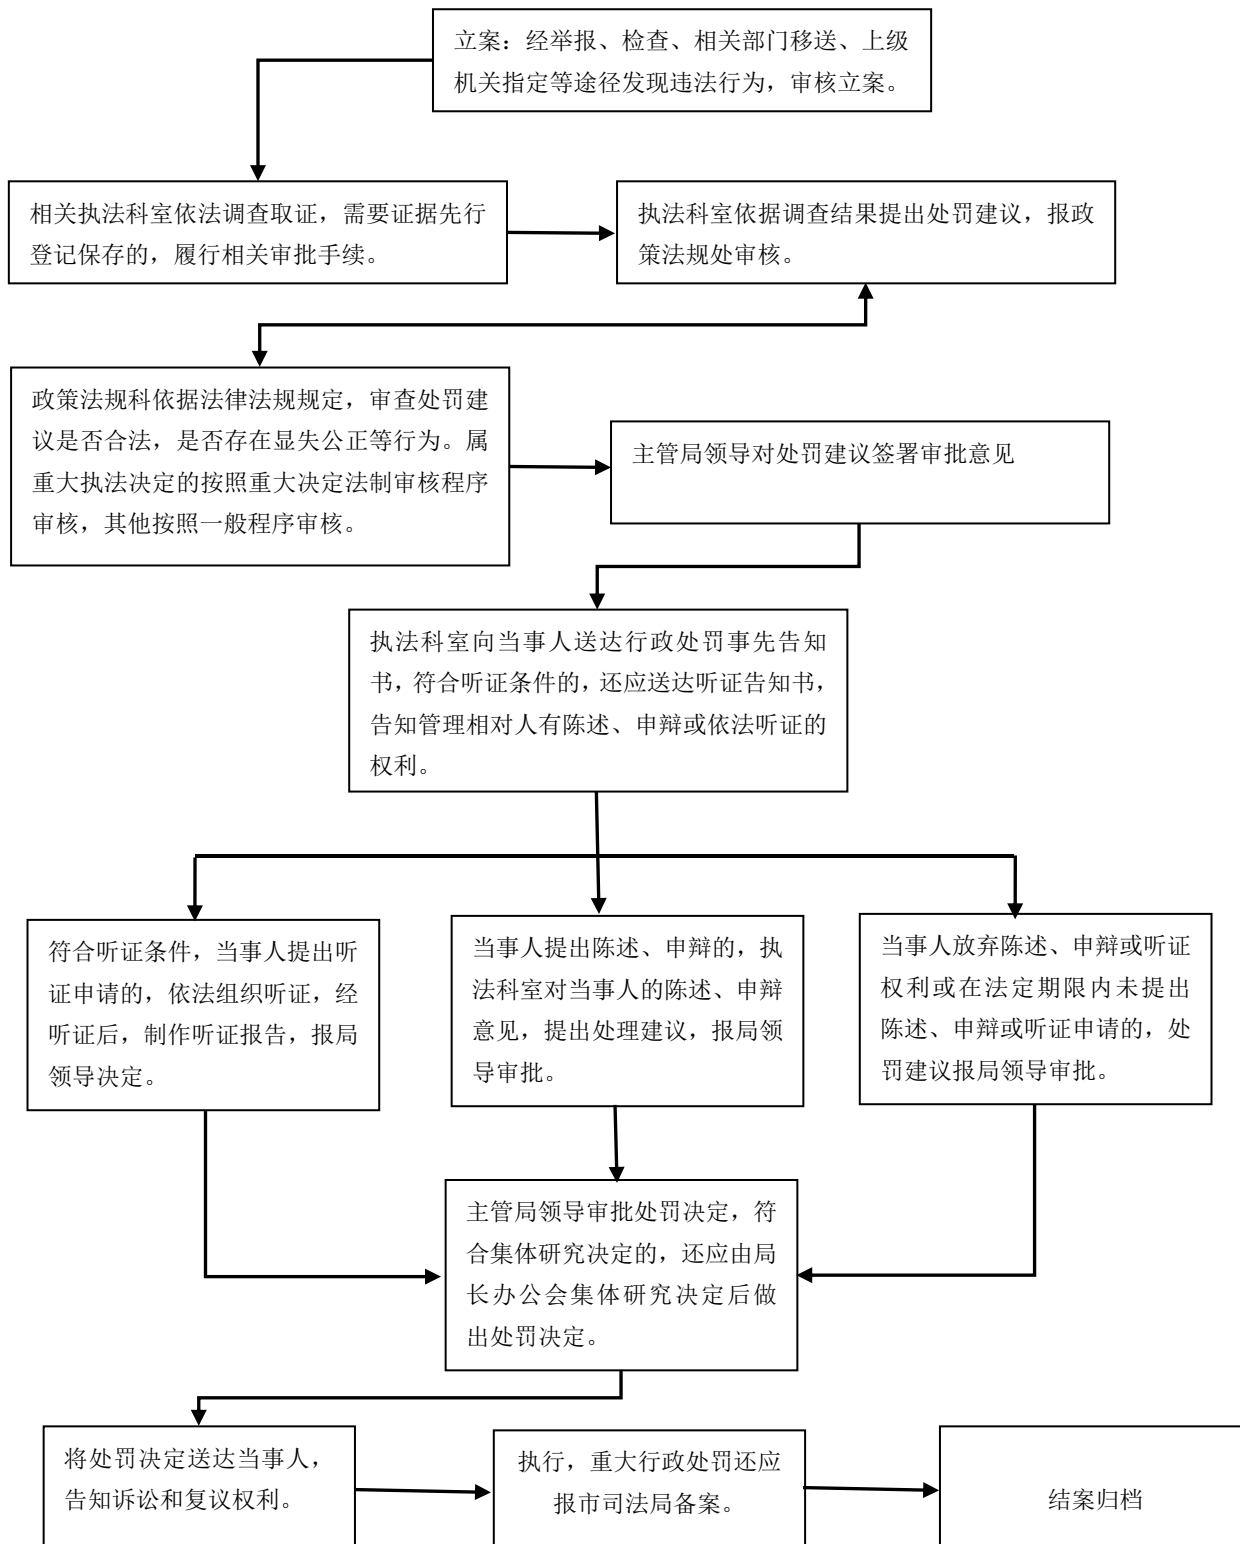 立案：经举报、检查、相关部门移送、上级
机关指定等途径发现违法行为，审核立案。
相关执法科室依法调查取证，需要证据先行
登记保存的，履行相关审批手续。
执法科室依据调查结果提出处罚建议，报政
策法规处审核。
政策法规科依据法律法规规定，审查处罚建
议是否合法，是否存在显失公正等行为。属
重大执法决定的按照重大决定法制审核程序
审核，其他按照一般程序审核。
主管局领导对处罚建议签署审批意见
执法科室向当事人送达行政处罚事先告知
书，符合听证条件的，还应送达听证告知书，
告知管理相对人有陈述、申辩或依法听证的
权利。
符合听证条件，当事人提出听
证申请的，依法组织听证，经
听证后，制作听证报告，报局
领导决定。
当事人提出陈述、申辩的，执
法科室对当事人的陈述、申辩
意见，提出处理建议，报局领
导审批。
当事人放弃陈述、申辩或听证
权利或在法定期限内未提出
陈述、申辩或听证申请的，处
罚建议报局领导审批。
主管局领导审批处罚决定，符
合集体研究决定的，还应由局
长办公会集体研究决定后做
出处罚决定。
将处罚决定送达当事人，
告知诉讼和复议权利。
执行，重大行政处罚还应
报市司法局备案。
结案归档